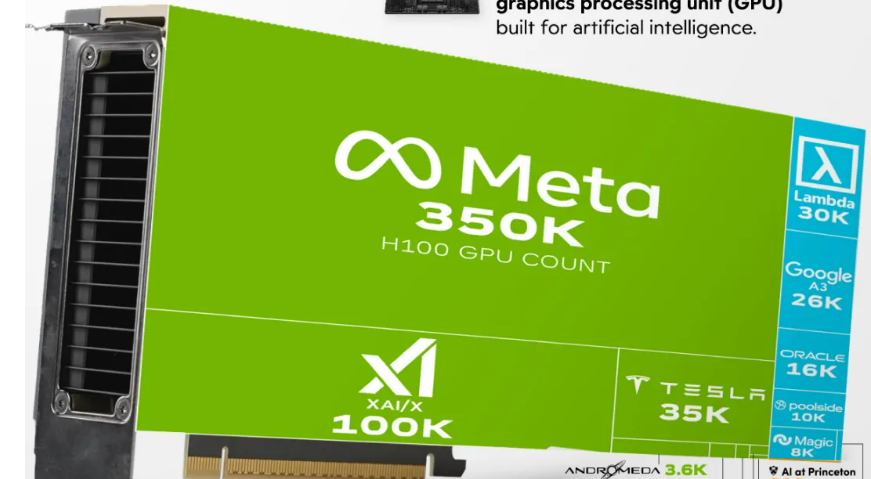 graphics processing unit (GPU)
built for artificial intelligence.
Meta
350K
H100 GPU COUNT
λ
Lambda
30K
Google
A3
26K
ORACLE
16K
poolside
10K
Magic
8K
XAI/X
100K
TESLA
35K
ANDROMEDA 3.6K
AI at Princeton